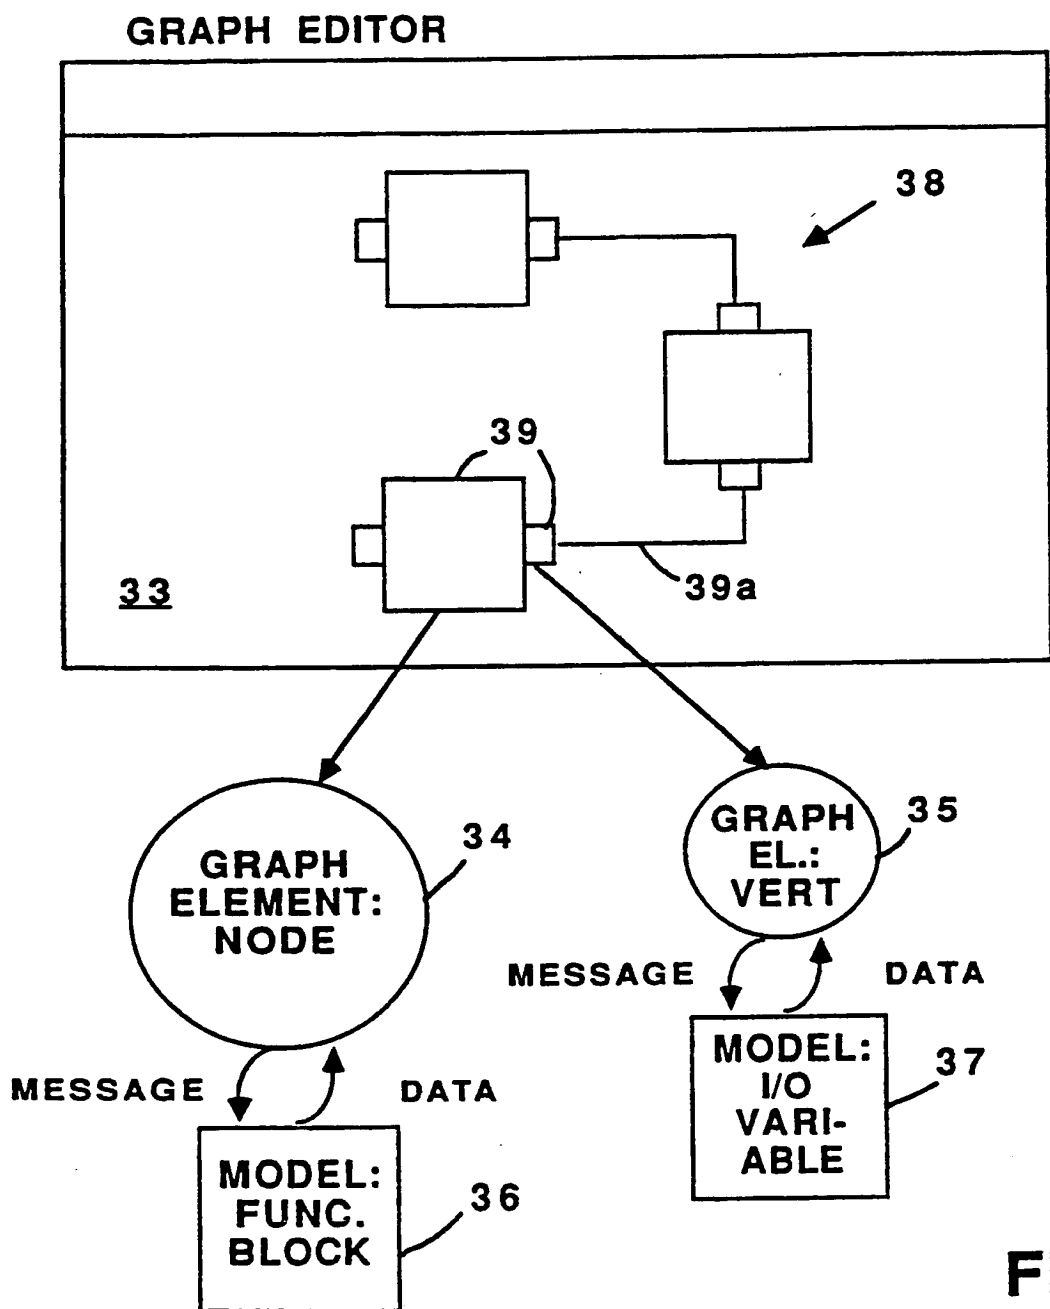 GRAPH EDITOR
38
39
39a
33
34
GRAPH
ELEMENT:
NODE
35
GRAPH
EL.:
VERT
MESSAGE
DATA
MODEL:
I/O
VARI-
ABLE
37
MESSAGE
DATA
MODEL:
FUNC.
BLOCK
36
F